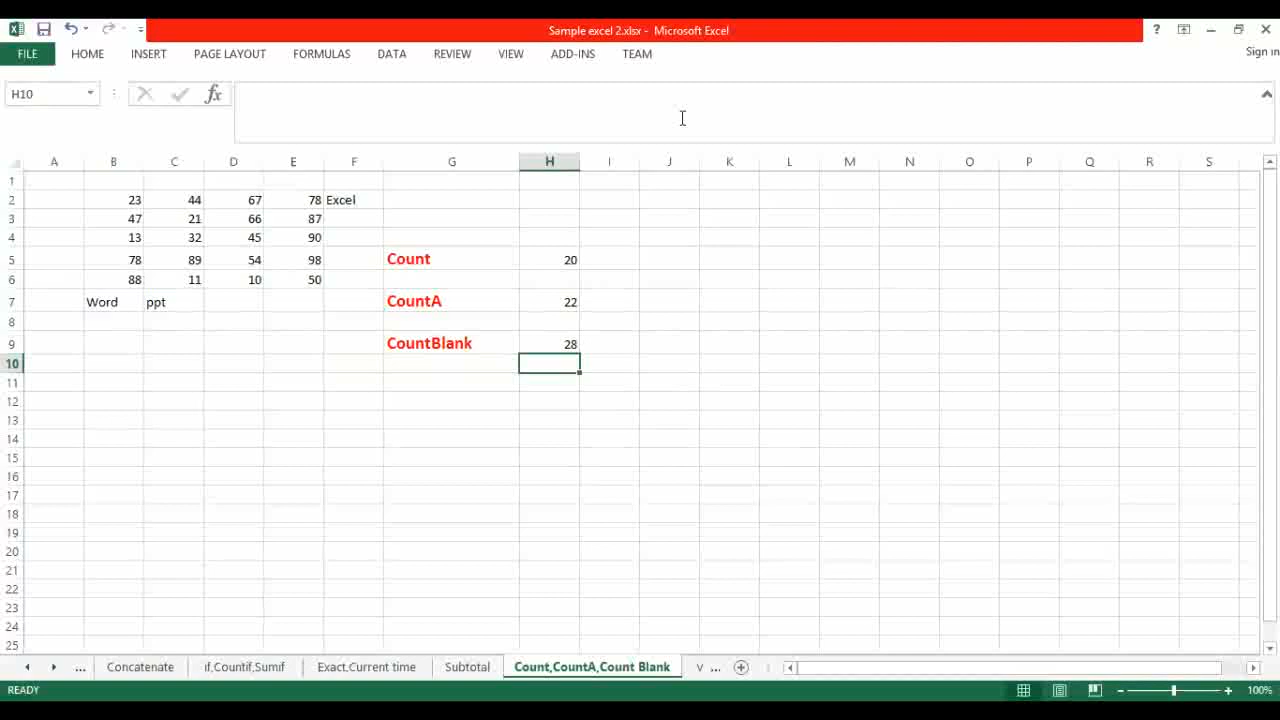 Sample excel 2.xlsx - Microsoft Excel
?
Sign in
FILE HOME INSERT PAGE LAYOUT FORMULAS DATA REVIEW VIEW ADD-INS TEAM
H10 fx
A B C D E F G H I J K L M N O P Q R S
1
2 23 44 67 78 Excel
3 47 21 66 87
4 13 32 45 90
5 78 89 54 98 Count 20
6 88 11 10 50
7 Word ppt CountA 22
8
9 CountBlank 28
10
11
12
13
14
15
16
17
18
19
20
21
22
23
24
25
... Concatenate if,Countif,Sumif Exact,Current time Subtotal Count,CountA,Count Blank v ...
READY 100%